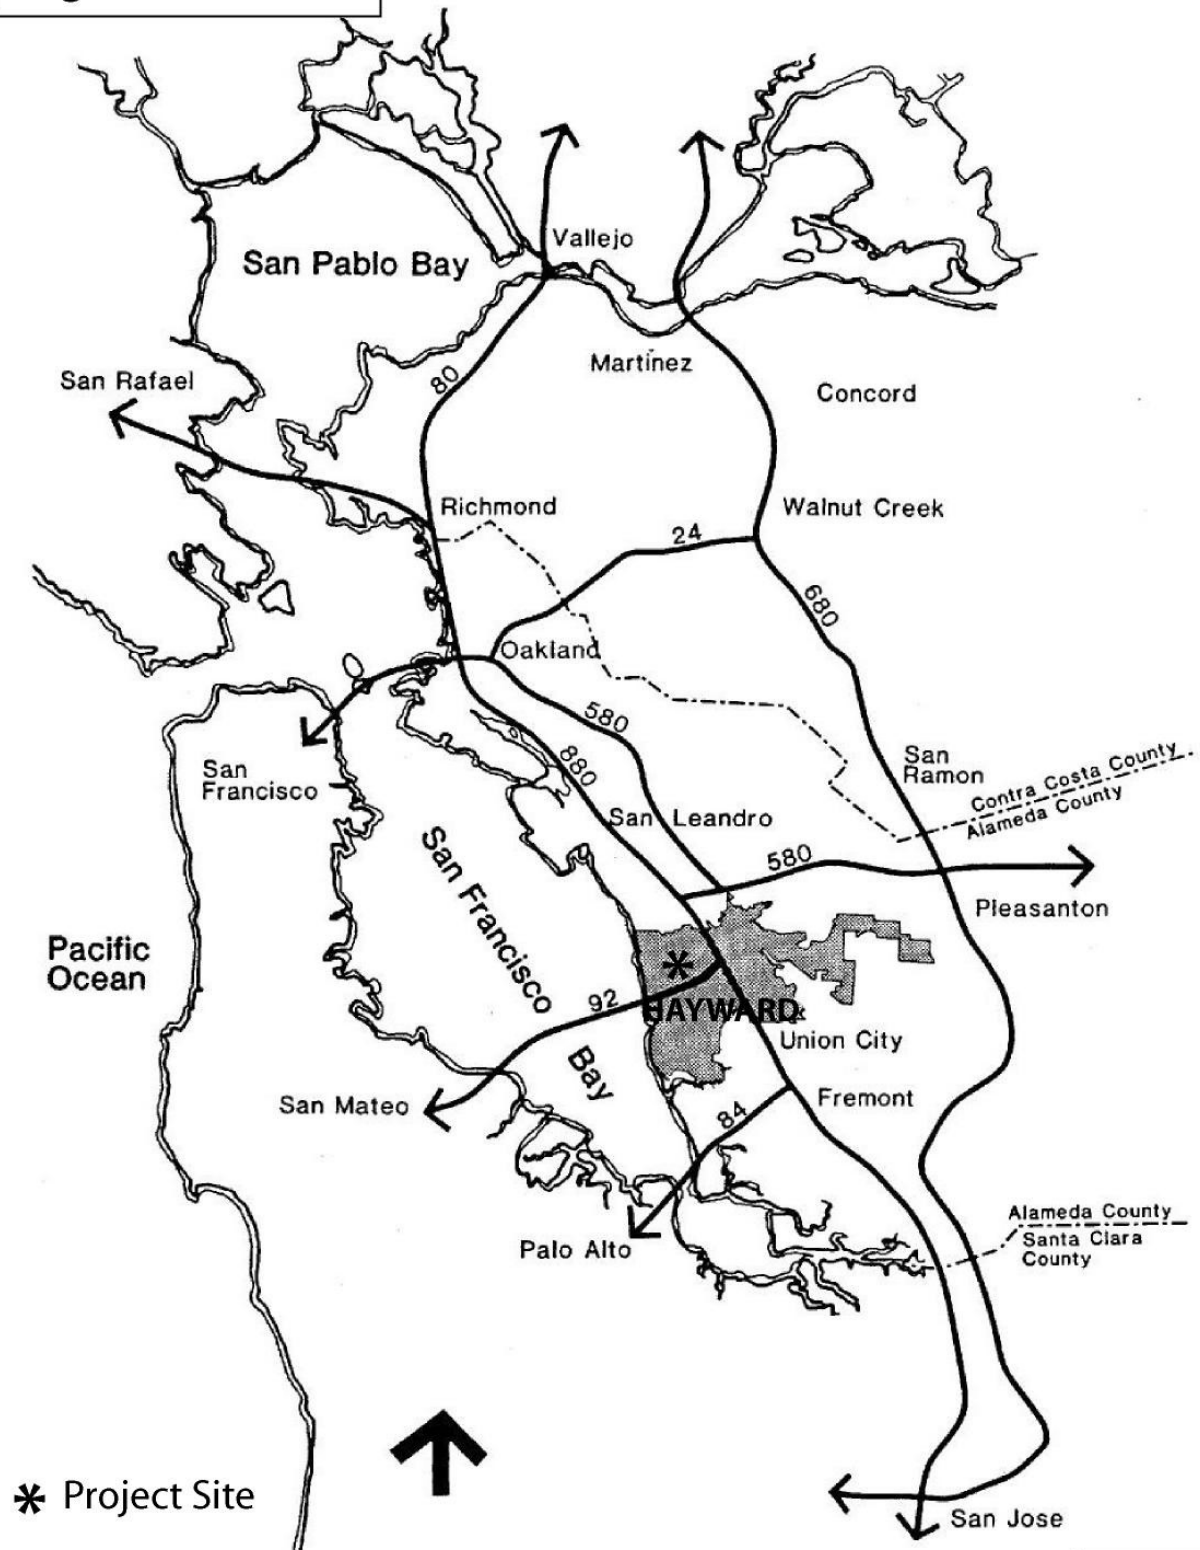 Vallejo
San Pablo Bay
Martinez
San Rafael
80
Concord
Richmond
Walnut Creek
24
680
Oakland
580
880
San
Francisco
San
Ramon
Contra Costa County
Alameda County
San Leandro
580
San Francisco
Bay
Pleasanton
Pacific
Ocean
*
92
HAYWARD
Union City
San Mateo
84
Fremont
Palo Alto
Alameda County
Santa Clara
County
* Project Site
San Jose